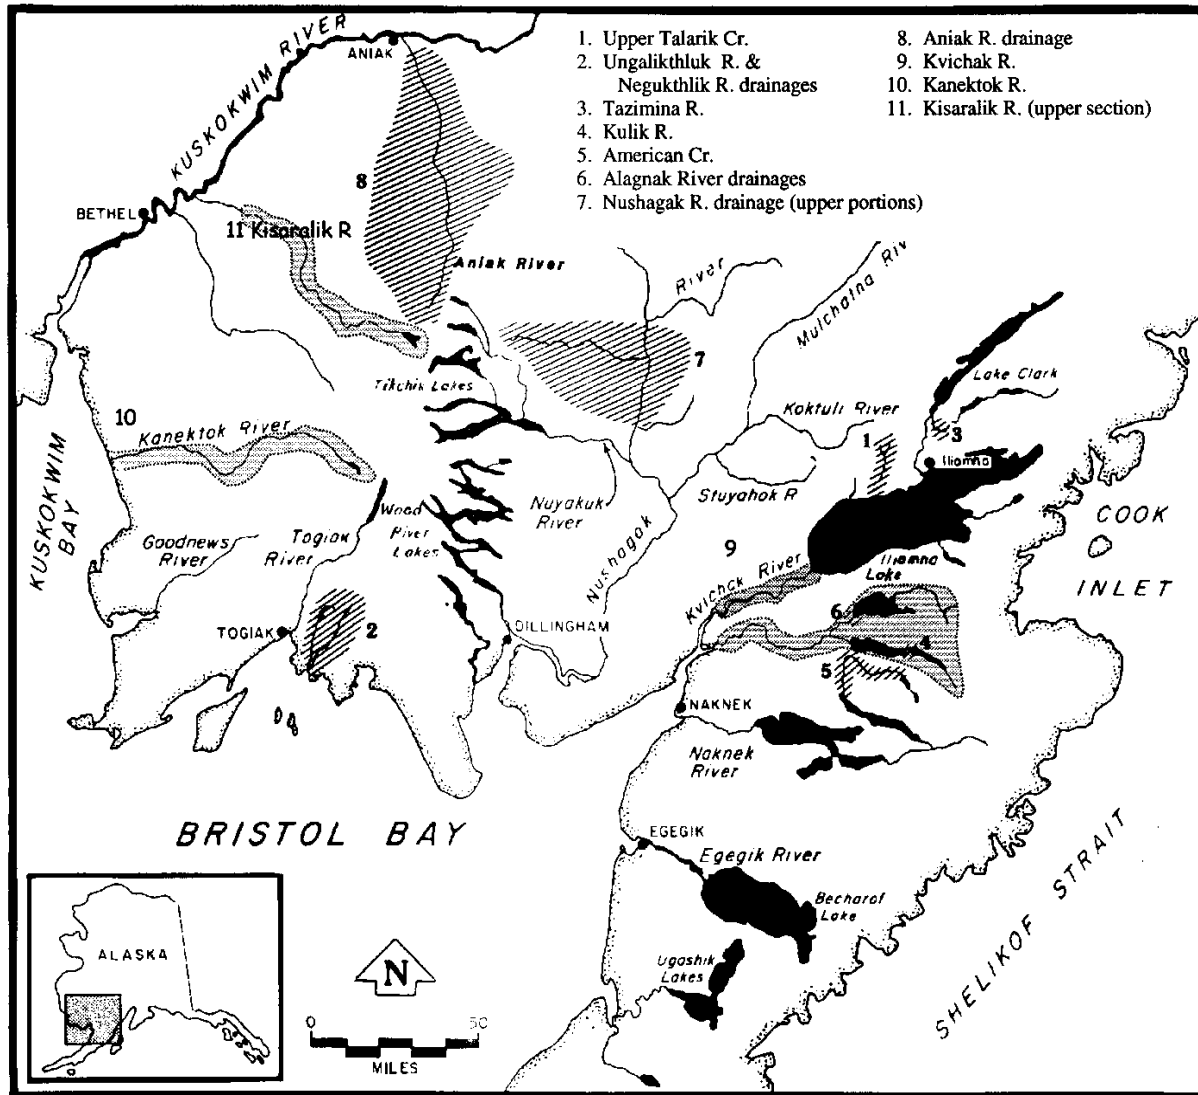 1. Upper Talarik Cr.
2. Ungalikthluk R. &
Negukthlik R. drainages
3. Tazimina R.
4. Kulik R.
5. American Cr.
6. Alagnak River drainages
7. Nushagak R. drainage (upper portions)
8. Aniak R. drainage
9. Kvichak R.
10. Kanektok R.
11. Kisaralik R. (upper section)
KUSKOKWIM RIVER
ANIAK
8
BETHEL
11 Kisaralik R
Aniak River
River
Mulchatna Riv
7
Tikchik Lakes
Lake Clark
10
Kanektok River
Koktuli River
1
3
Iliamna
KUSKOKWIM
BAY
Goodnews
River
Togiak
River
Wood
River
Lakes
Nuyakuk
River
Stuyahok R
Nushagak
9
Kvichak River
Iliamna
Lake
COOK
INLET
TOGIAK
2
DILLINGHAM
6
4
5
NAKNEK
Naknek
River
BRISTOL BAY
EGEGIK
Egegik River
Becharof
Lake
Ugashik
Lakes
SHELIKOF STRAIT
ALASKA
N
0
50
MILES